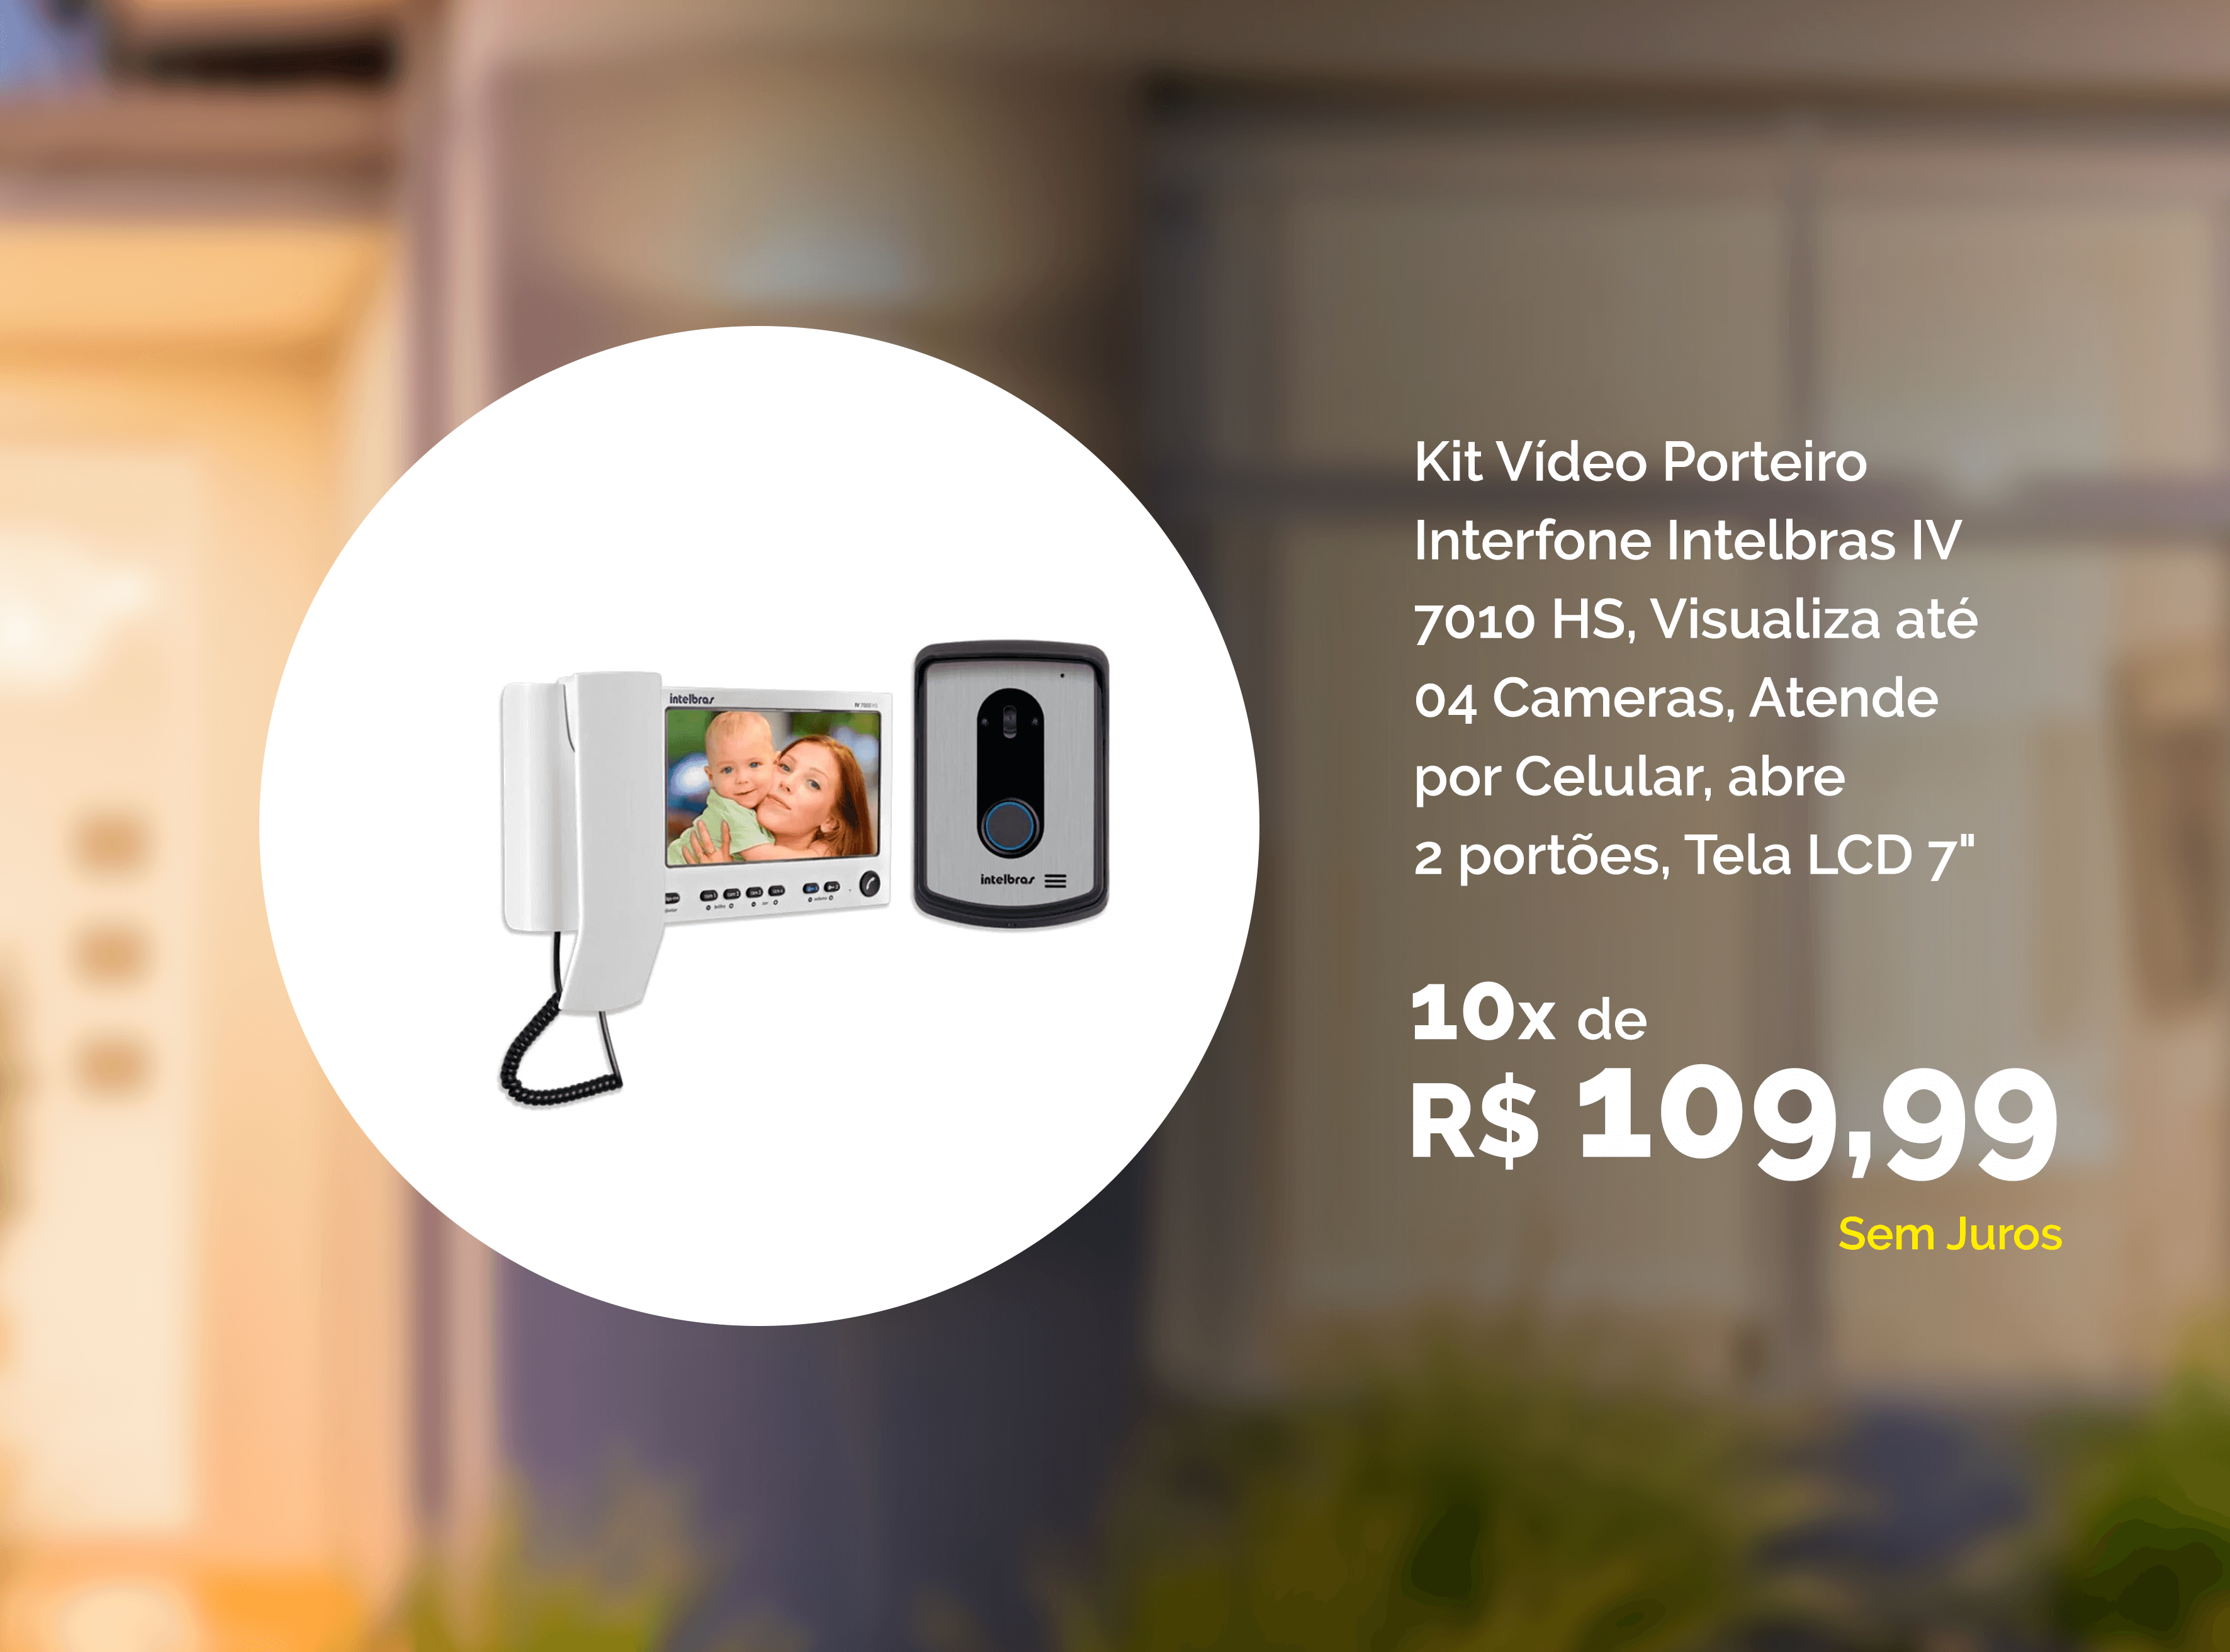 Kit Vídeo Porteiro
Interfone Intelbras IV
7010 HS, Visualiza até
04 Cameras, Atende
por Celular, abre
2 portões, Tela LCD 7"
10x de
R$ 109,99
Sem Juros
intelbras
intelbras